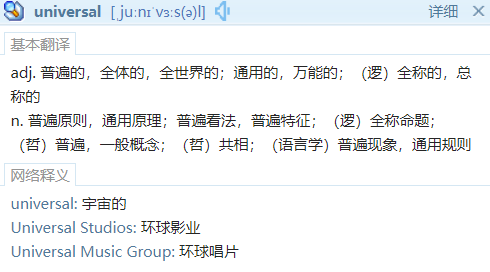 universal [ˌjuːnɪˈvɜːs(ə)l] 详细
基本翻译
adj. 普遍的，全体的，全世界的；通用的，万能的；（逻）全称的，总
称的
n. 普遍原则，通用原理；普遍看法，普遍特征；（逻）全称命题；
（哲）普遍，一般概念；（哲）共相；（语言学）普遍现象，通用规则
网络释义
universal: 宇宙的
Universal Studios: 环球影业
Universal Music Group: 环球唱片